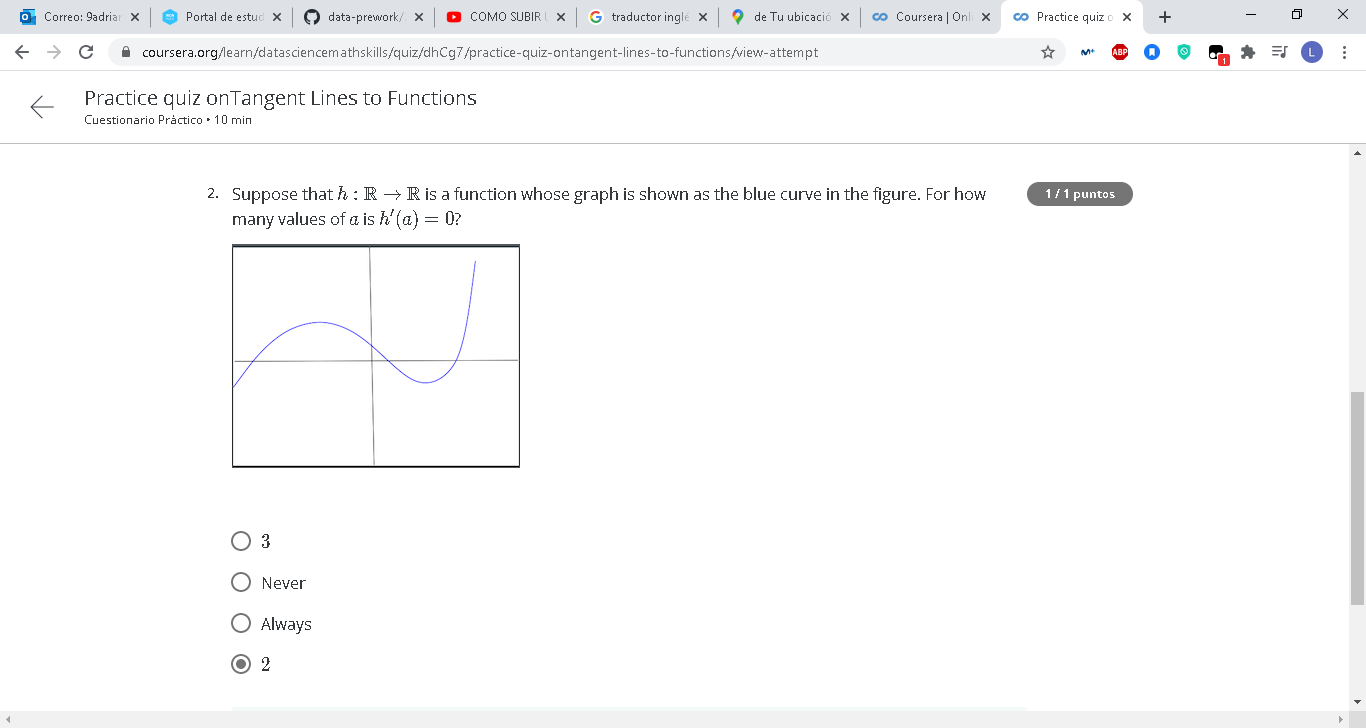 Correo: 9adrian
Portal de estud
data-prework/
COMO SUBIR
traductor inglé
de Tu ubicació
Coursera | Onl
Practice quiz o
coursera.org/learn/datasciencemathskills/quiz/dhCg7/practice-quiz-ontangent-lines-to-functions/view-attempt
ABP
1
L
Practice quiz onTangent Lines to Functions
Cuestionario Práctico • 10 min
2. Suppose that h : ℝ → ℝ is a function whose graph is shown as the blue curve in the figure. For how
many values of a is h′(a) = 0?
1 / 1 puntos
3
Never
Always
2